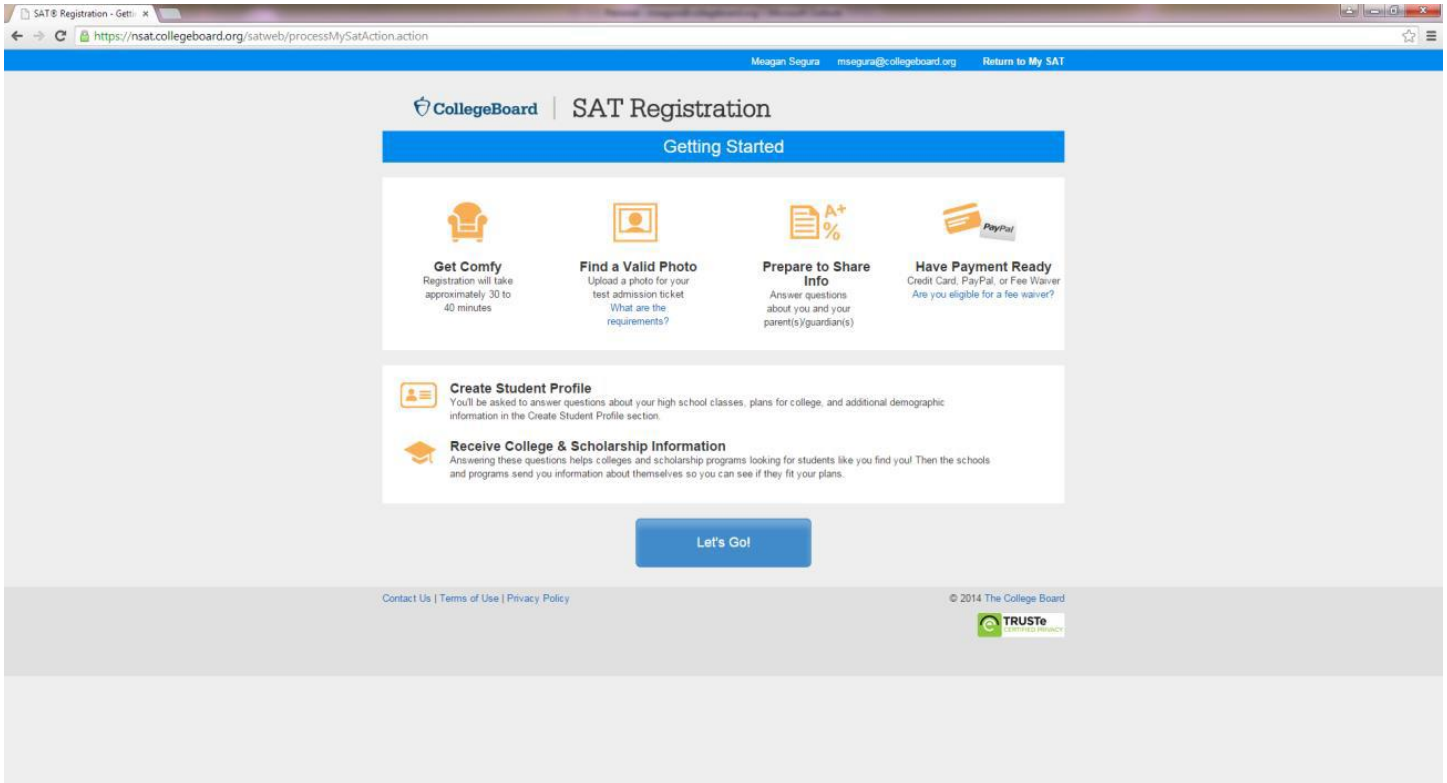 SAT® Registration - Getti
https://nsat.collegeboard.org/satweb/processMySatAction.action
Meagan Segura msegura@collegeboard.org Return to My SAT
CollegeBoard SAT Registration
Getting Started
PayPal
A+
%
Get Comfy
Registration will take
approximately 30 to
40 minutes
Find a Valid Photo
Upload a photo for your
test admission ticket
What are the
requirements?
Prepare to Share
Info
Answer questions
about you and your
parent(s)/guardian(s)
Have Payment Ready
Credit Card, PayPal, or Fee Waiver
Are you eligible for a fee waiver?
Create Student Profile
You'll be asked to answer questions about your high school classes, plans for college, and additional demographic
information in the Create Student Profile section.
Receive College & Scholarship Information
Answering these questions helps colleges and scholarship programs looking for students like you find you! Then the schools
and programs send you information about themselves so you can see if they fit your plans.
Let's Go!
Contact Us | Terms of Use | Privacy Policy © 2014 The College Board
TRUSTe
CERTIFIED PRIVACY